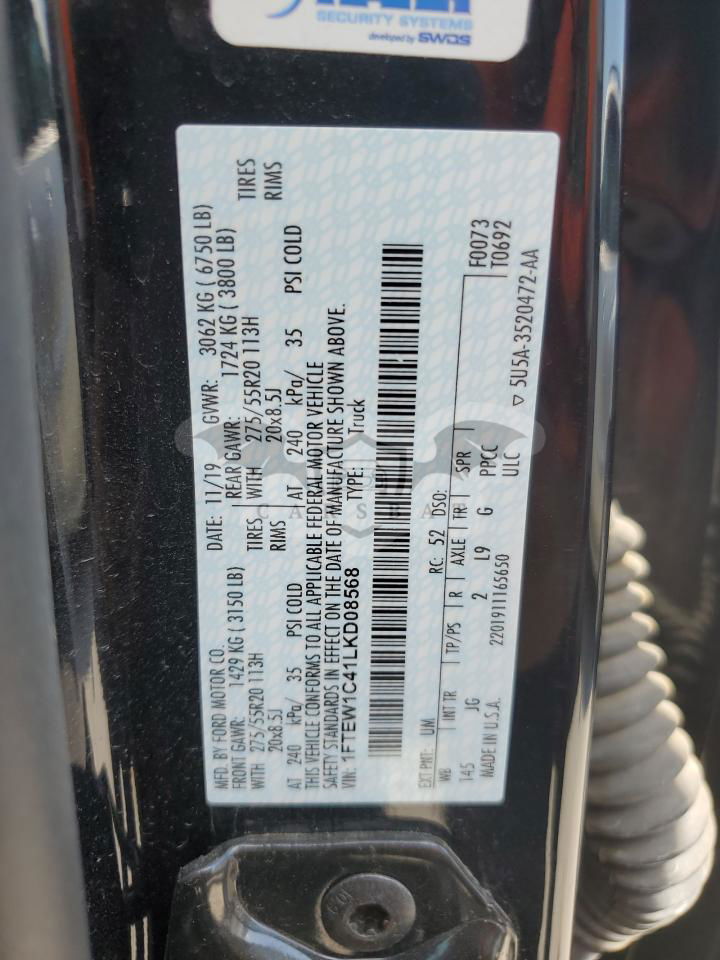 SECURITY SYSTEMS
developed by SWDS
MFD. BY FORD MOTOR CO. DATE: 11/19 GVWR: 3062 KG ( 6750 LB)
FRONT GAWR: 1429 KG ( 3150 LB) REAR GAWR: 1724 KG ( 3800 LB)
WITH 275/55R20 113H TIRES WITH 275/55R20 113H TIRES
20x8.5J RIMS 20x8.5J RIMS
AT 240 kPa/ 35 PSI COLD AT 240 kPa/ 35 PSI COLD
THIS VEHICLE CONFORMS TO ALL APPLICABLE FEDERAL MOTOR VEHICLE
SAFETY STANDARDS IN EFFECT ON THE DATE OF MANUFACTURE SHOWN ABOVE.
VIN: 1FTEW1C41LKD08568 TYPE: Truck
EXT PNT: UM RC: 52 DSO: F0073
WB INT TR TP/PS R AXLE TR SPR T0692
145 JG 2 L9 G PPCC
MADE IN U.S.A. 2201911165650 ULC ▽ 5U5A-3520472-AA
CARSBAT